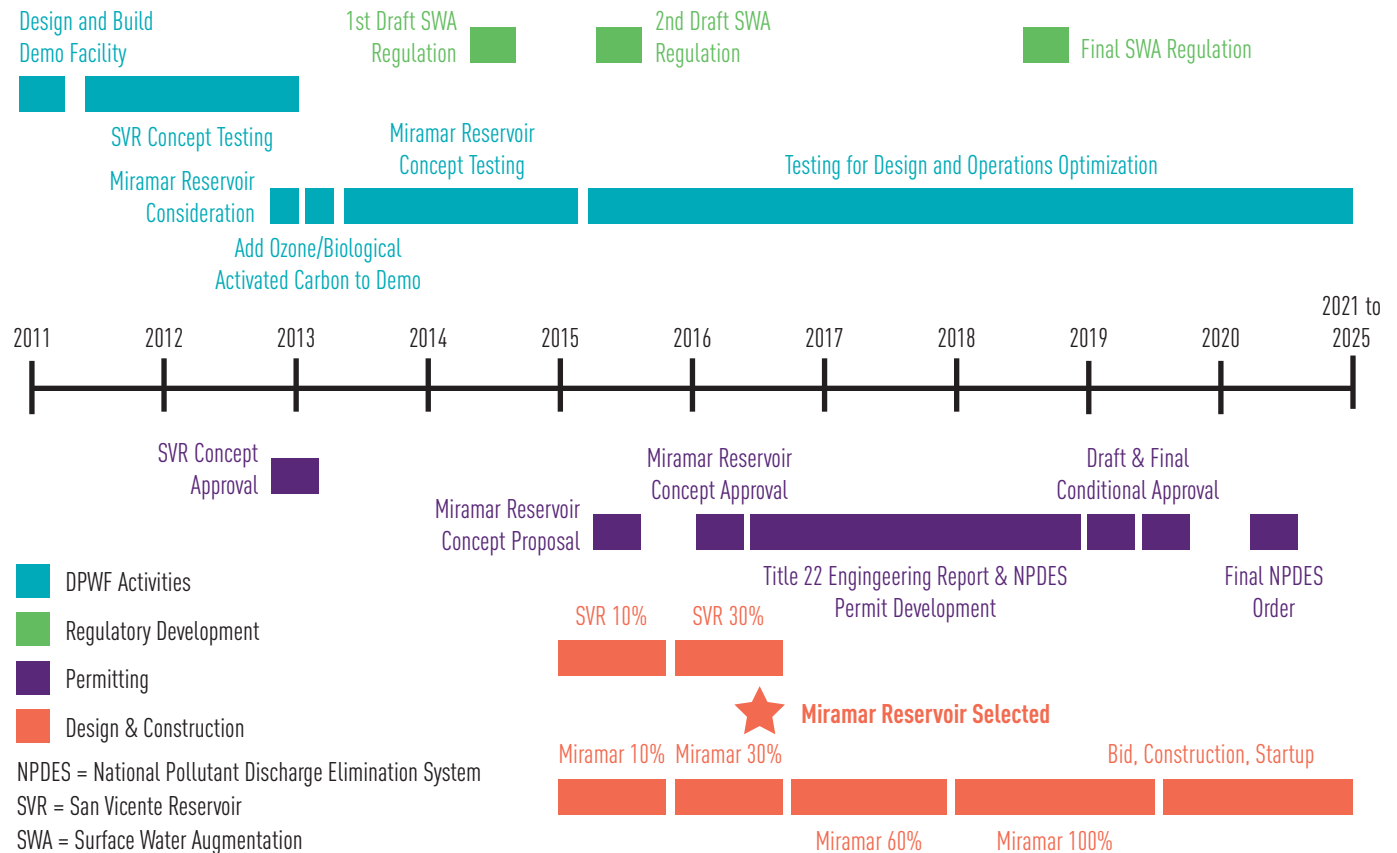 Design and Build
Demo Facility
1st Draft SWA
Regulation
2nd Draft SWA
Regulation
Final SWA Regulation
SVR Concept Testing
Miramar Reservoir
Concept Testing
Testing for Design and Operations Optimization
Miramar Reservoir
Consideration
Add Ozone/Biological
Activated Carbon to Demo
2011
2012
2013
2014
2015
2016
2017
2018
2019
2020
2021 to
2025
SVR Concept
Approval
Miramar Reservoir
Concept Proposal
Miramar Reservoir
Concept Approval
Draft & Final
Conditional Approval
Title 22 Engingeering Report & NPDES
Permit Development
Final NPDES
Order
DPWF Activities
Regulatory Development
Permitting
Design & Construction
SVR 10%
SVR 30%
Miramar Reservoir Selected
Miramar 10%
Miramar 30%
Bid, Construction, Startup
Miramar 60%
Miramar 100%
NPDES = National Pollutant Discharge Elimination System
SVR = San Vicente Reservoir
SWA = Surface Water Augmentation